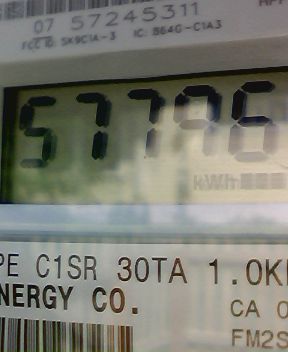 07 57245311
FCC ID: SK9C1A-3 IC: 864G-C1A3
57796
kWh
PE C1SR 30TA 1.0K
NERGY CO.
CA 0
FM2S